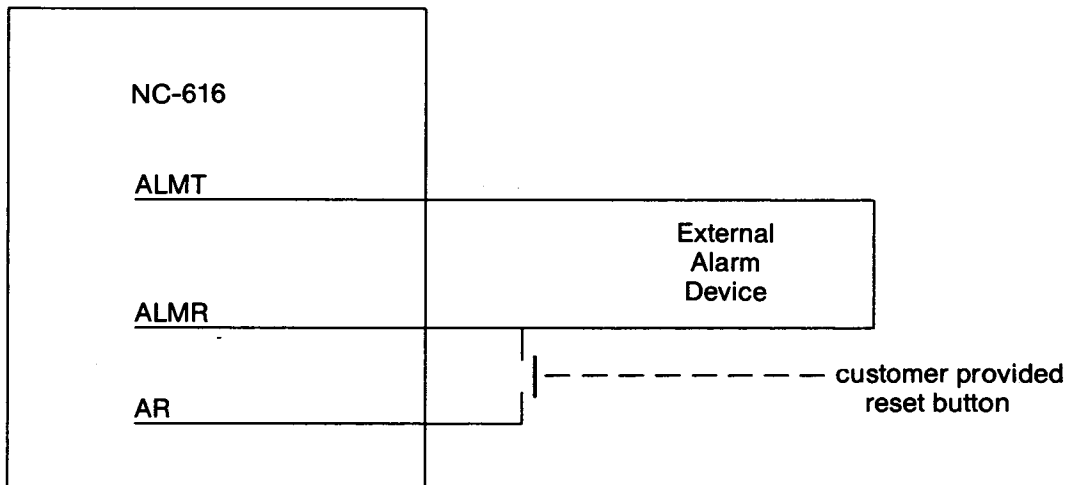 NC-616
ALMT
External
Alarm
Device
ALMR
customer provided
reset button
AR